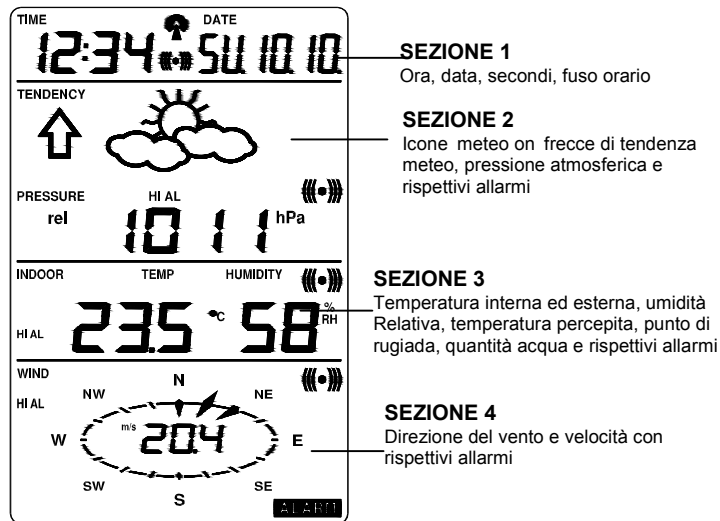 TIME
DATE
12:34 SU 10 10
SEZIONE 1
Ora, data, secondi, fuso orario
TENDENCY
SEZIONE 2
Icone meteo on frecce di tendenza
meteo, pressione atmosferica e
rispettivi allarmi
PRESSURE
HI AL
rel
1011 hPa
INDOOR TEMP HUMIDITY
HI AL
23.5 °C 58 % RH
SEZIONE 3
Temperatura interna ed esterna, umidità
Relativa, temperatura percepita, punto di
rugiada, quantità acqua e rispettivi allarmi
WIND
HI AL
N
NW NE
m/s 20.4
W E
SW SE
S
ALARM
SEZIONE 4
Direzione del vento e velocità con
rispettivi allarmi